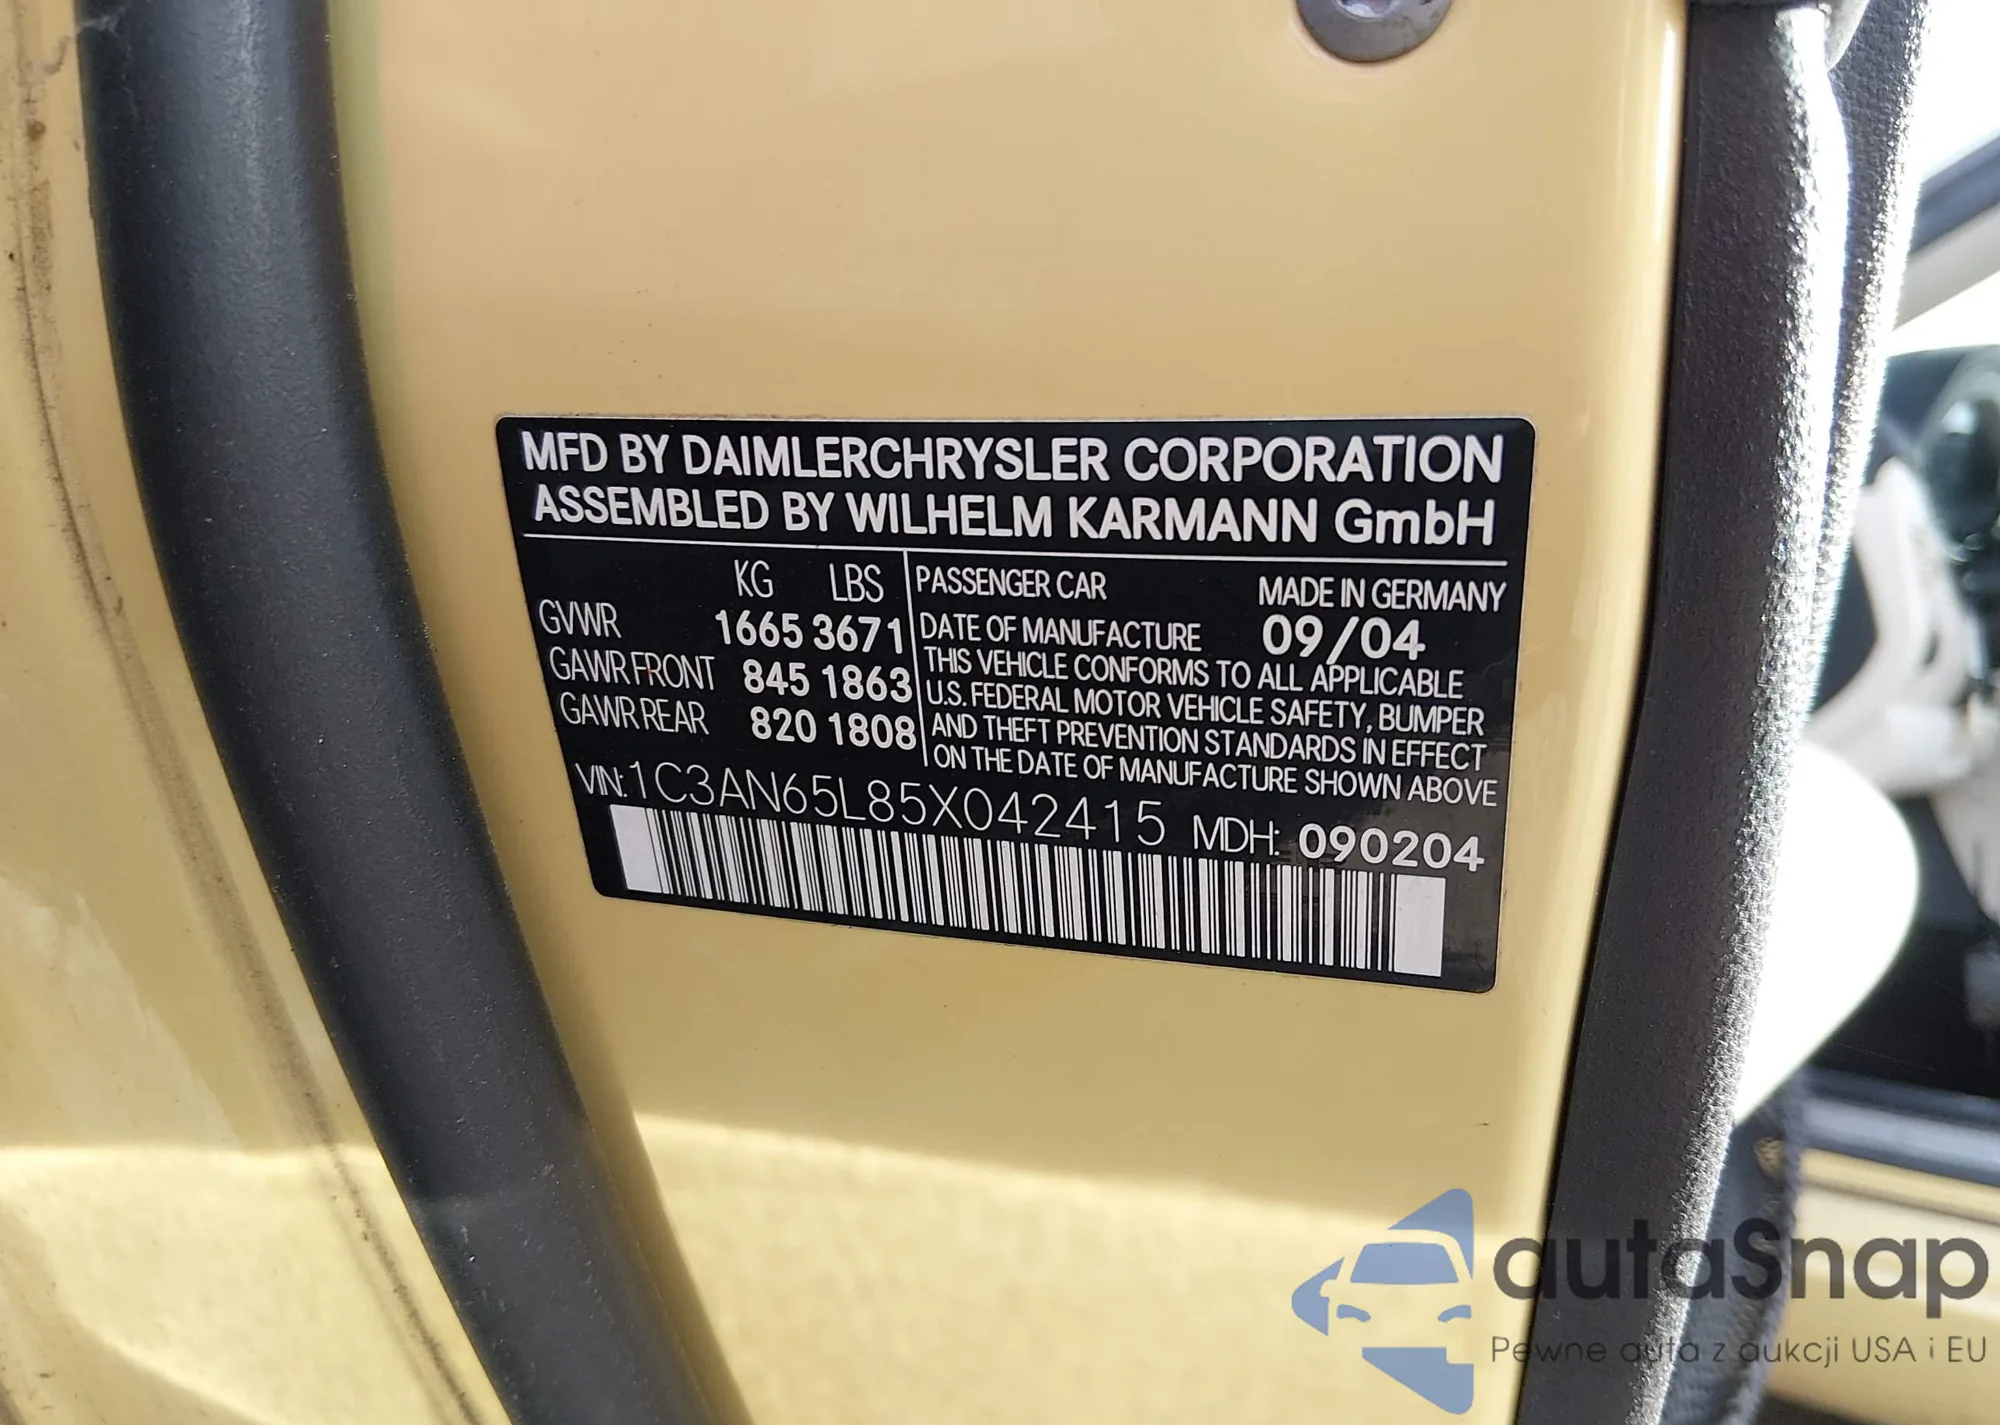 MFD BY DAIMLERCHRYSLER CORPORATION
ASSEMBLED BY WILHELM KARMANN GmbH
KG LBS
GVWR 1665 3671
GAWR FRONT 845 1863
GAWR REAR 820 1808
PASSENGER CAR MADE IN GERMANY
DATE OF MANUFACTURE 09/04
THIS VEHICLE CONFORMS TO ALL APPLICABLE
U.S. FEDERAL MOTOR VEHICLE SAFETY, BUMPER
AND THEFT PREVENTION STANDARDS IN EFFECT
ON THE DATE OF MANUFACTURE SHOWN ABOVE
VIN: 1C3AN65L85X042415 MDH: 090204
autaSnap
Pewne auta z aukcji USA i EU